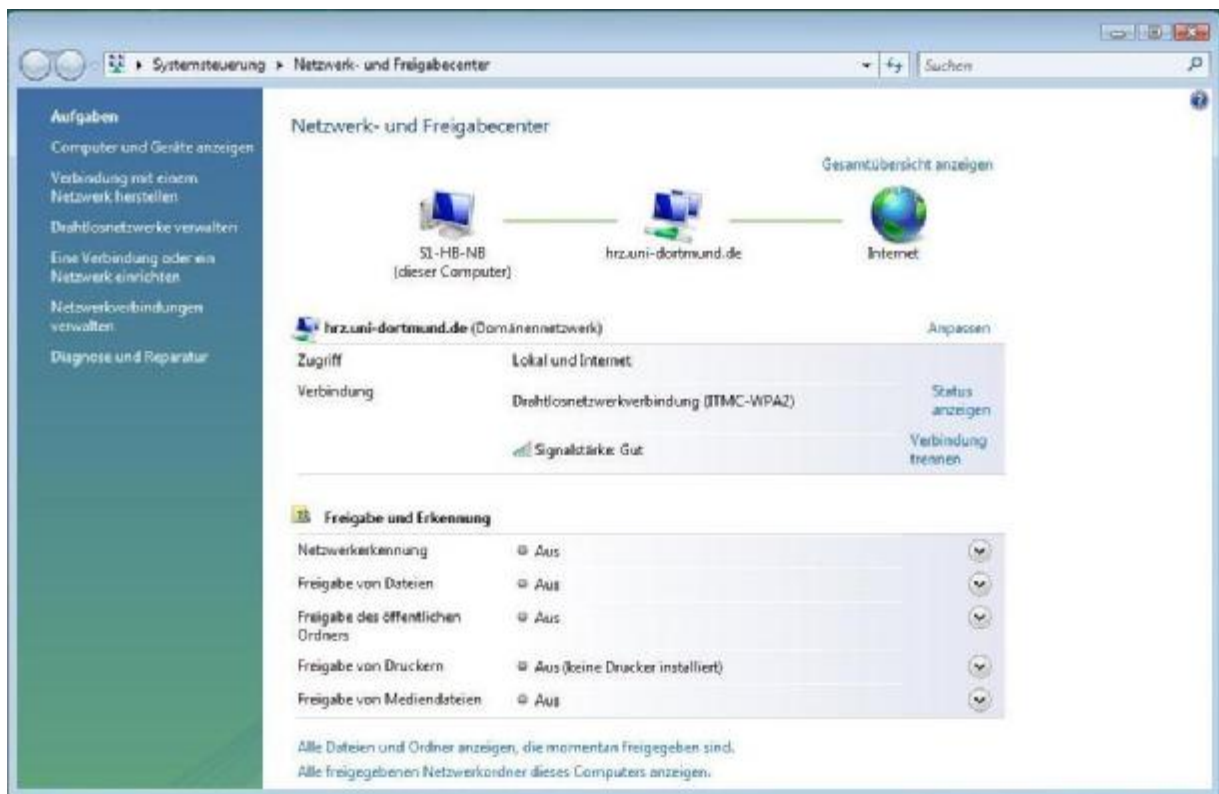 Systemsteuerung ▸ Netzwerk- und Freigabecenter
Suchen
Aufgaben
Computer und Geräte anzeigen
Verbindung mit einem
Netzwerk herstellen
Drahtlosnetzwerke verwalten
Eine Verbindung oder ein
Netzwerk einrichten
Netzwerkverbindungen
verwalten
Diagnose und Reparatur
Netzwerk- und Freigabecenter
Gesamtübersicht anzeigen
S1-HB-NB
(dieser Computer)
hrz.uni-dortmund.de
Internet
hrz.uni-dortmund.de (Domänennetzwerk)
Anpassen
Zugriff
Lokal und Internet
Verbindung
Drahtlosnetzwerkverbindung (ITMC-WPA2)
Status
anzeigen
Signalstärke: Gut
Verbindung
trennen
Freigabe und Erkennung
Netzwerkerkennung
Aus
Freigabe von Dateien
Aus
Freigabe des öffentlichen
Ordners
Aus
Freigabe von Druckern
Aus (keine Drucker installiert)
Freigabe von Mediendateien
Aus
Alle Dateien und Ordner anzeigen, die momentan freigegeben sind.
Alle freigegebenen Netzwerkordner dieses Computers anzeigen.